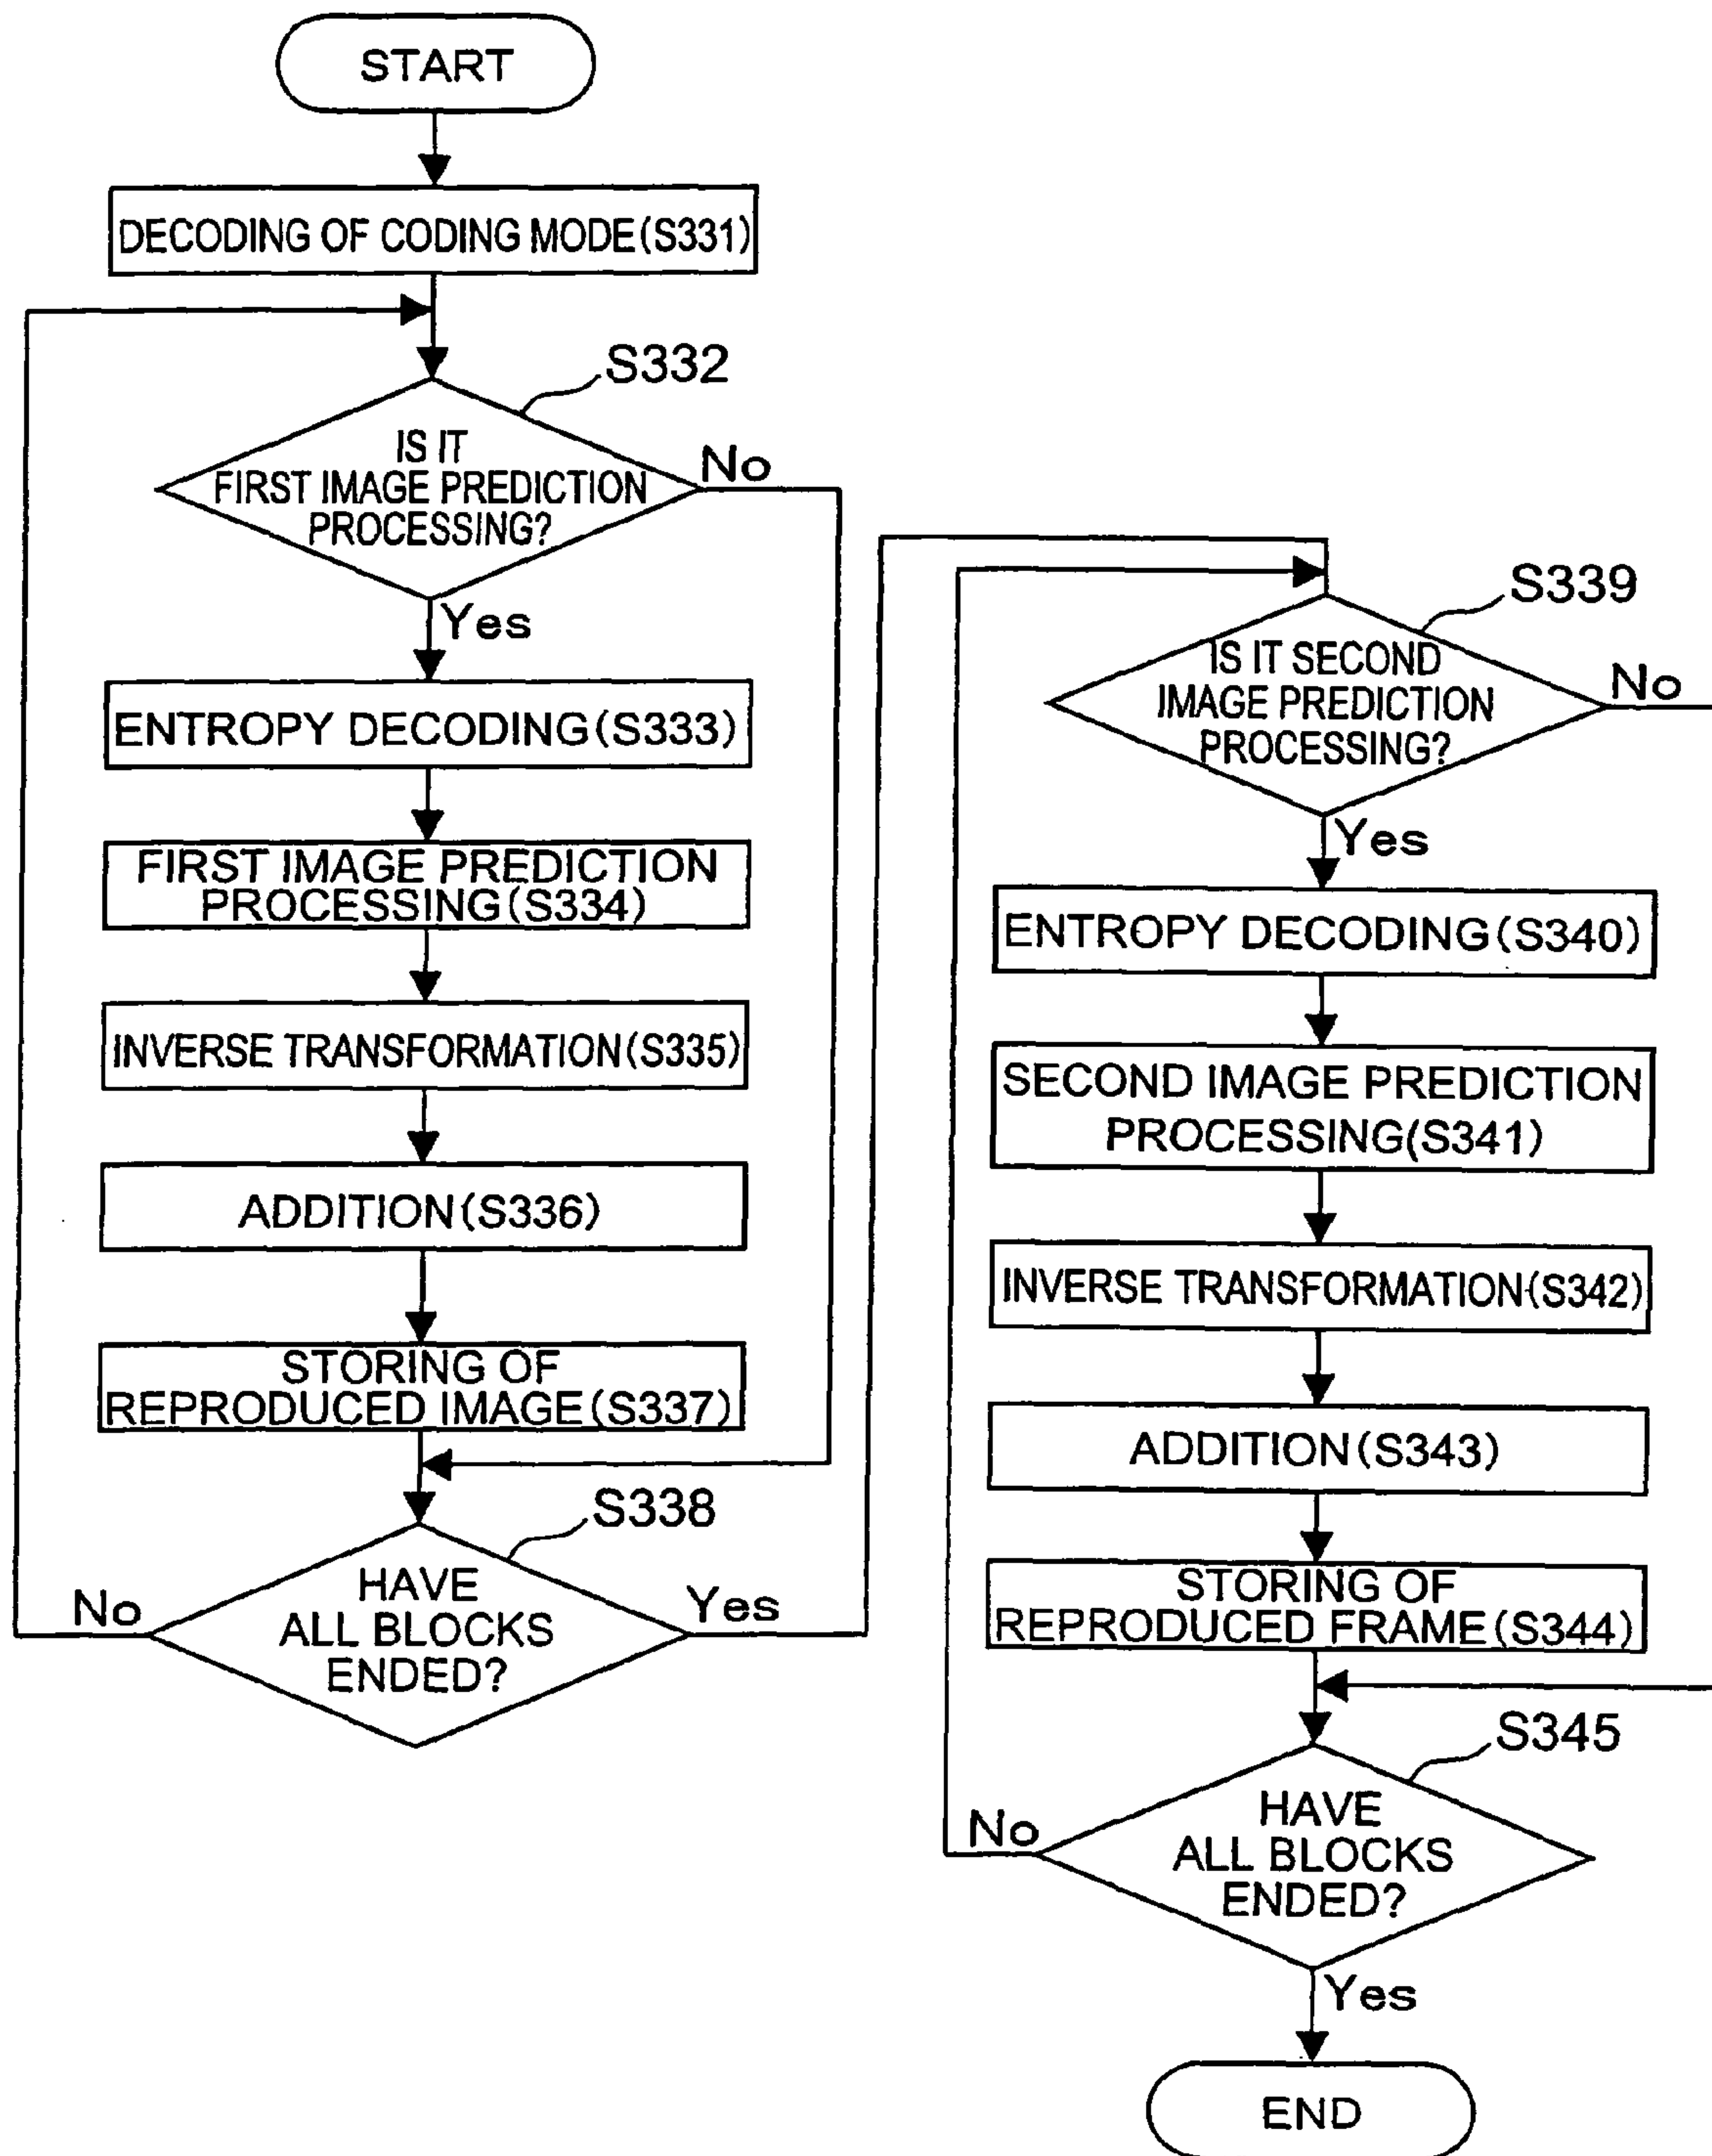 START
DECODING OF CODING MODE(S331)
S332
IS IT
FIRST IMAGE PREDICTION
PROCESSING?
No
Yes
ENTROPY DECODING(S333)
FIRST IMAGE PREDICTION
PROCESSING(S334)
INVERSE TRANSFORMATION(S335)
ADDITION(S336)
STORING OF
REPRODUCED IMAGE(S337)
S338
HAVE
ALL BLOCKS
ENDED?
No
Yes
S339
IS IT SECOND
IMAGE PREDICTION
PROCESSING?
No
Yes
ENTROPY DECODING(S340)
SECOND IMAGE PREDICTION
PROCESSING(S341)
INVERSE TRANSFORMATION(S342)
ADDITION(S343)
STORING OF
REPRODUCED FRAME(S344)
S345
HAVE
ALL BLOCKS
ENDED?
No
Yes
END